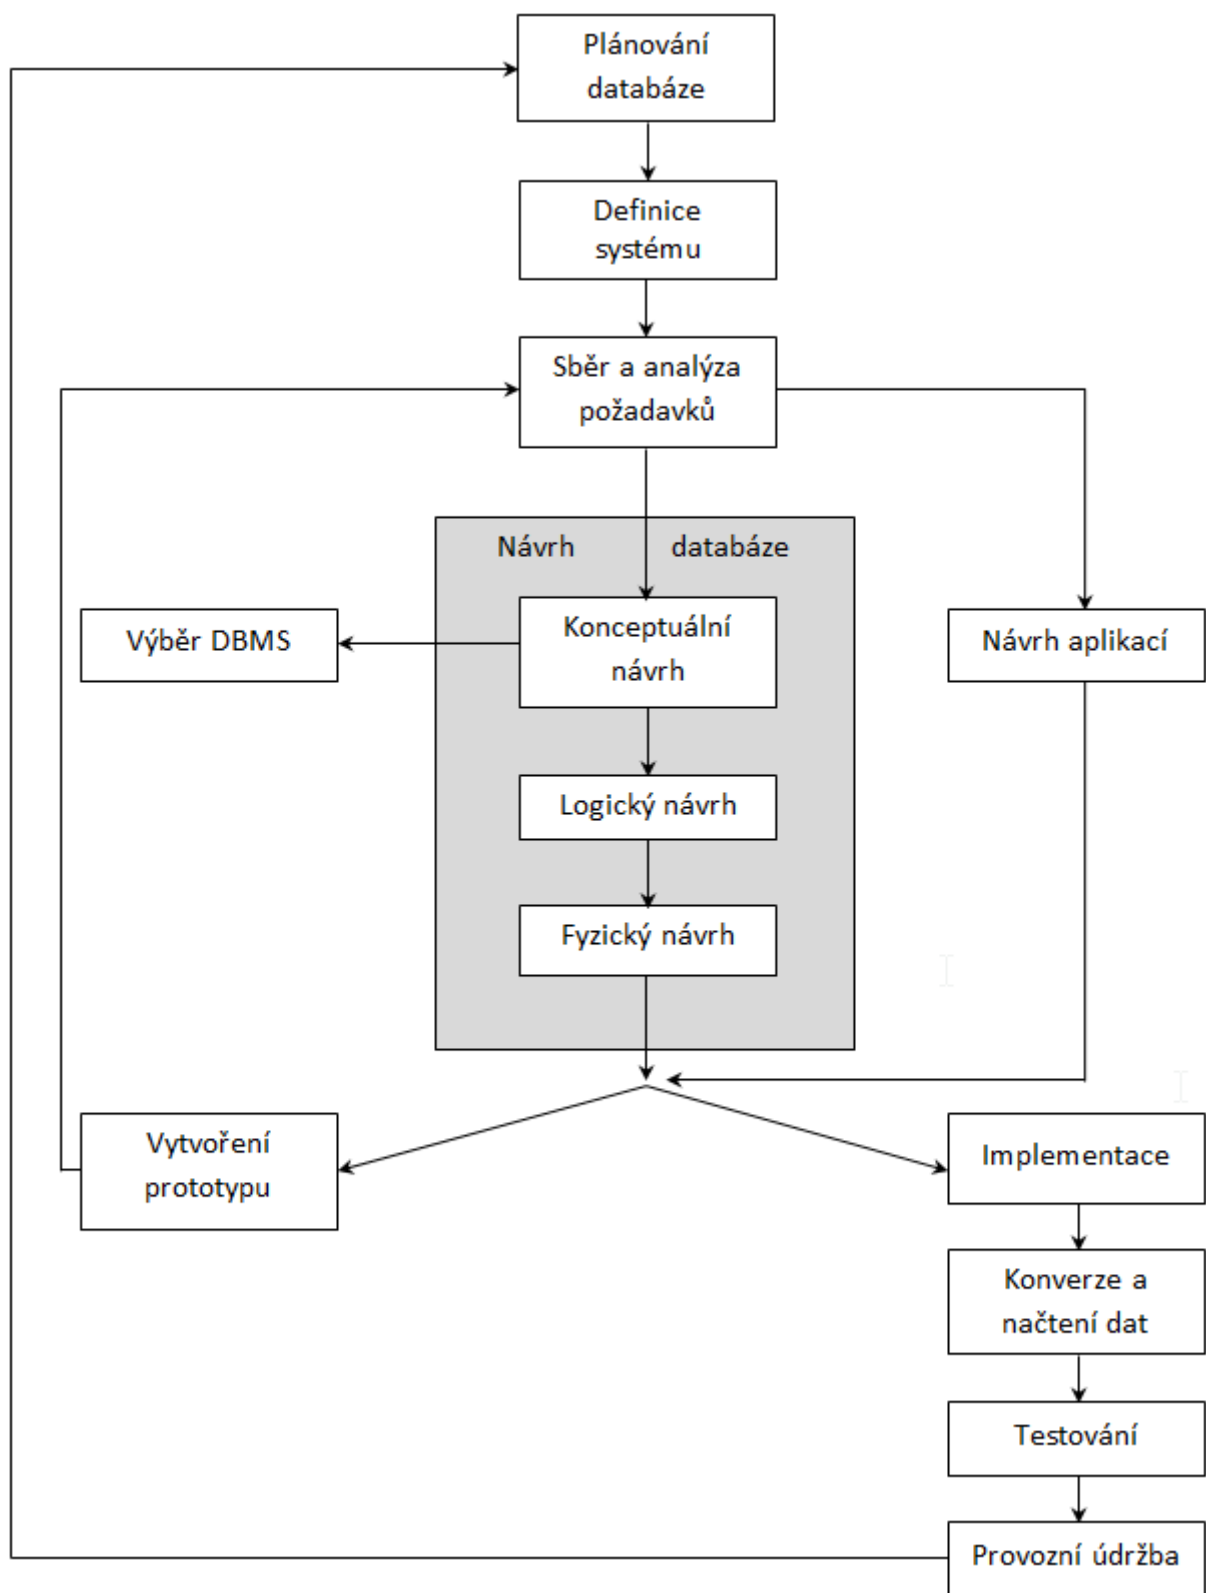 Plánování
databáze
Definice
systému
Sběr a analýza
požadavků
Návrh databáze
Výběr DBMS
Konceptuální
návrh
Návrh aplikací
Logický návrh
Fyzický návrh
Vytvoření
prototypu
Implementace
Konverze a
načtení dat
Testování
Provozní údržba